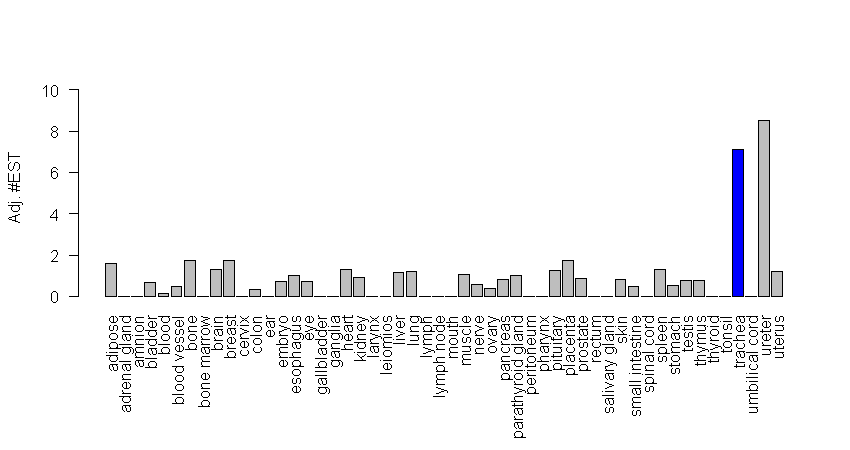 Adj. #EST
10
8
6
4
2
0
adipose
adrenal gland
amnion
bladder
blood
blood vessel
bone
bone marrow
brain
breast
cervix
colon
ear
embryo
esophagus
eye
gallbladder
ganglia
heart
kidney
larynx
leiomios
liver
lung
lymph
lymph node
mouth
muscle
nerve
ovary
pancreas
parathyroid gland
peritoneum
pharynx
pituitary
placenta
prostate
rectum
salivary gland
skin
small intestine
spinal cord
spleen
stomach
testis
thymus
thyroid
tonsil
trachea
umbilical cord
ureter
uterus